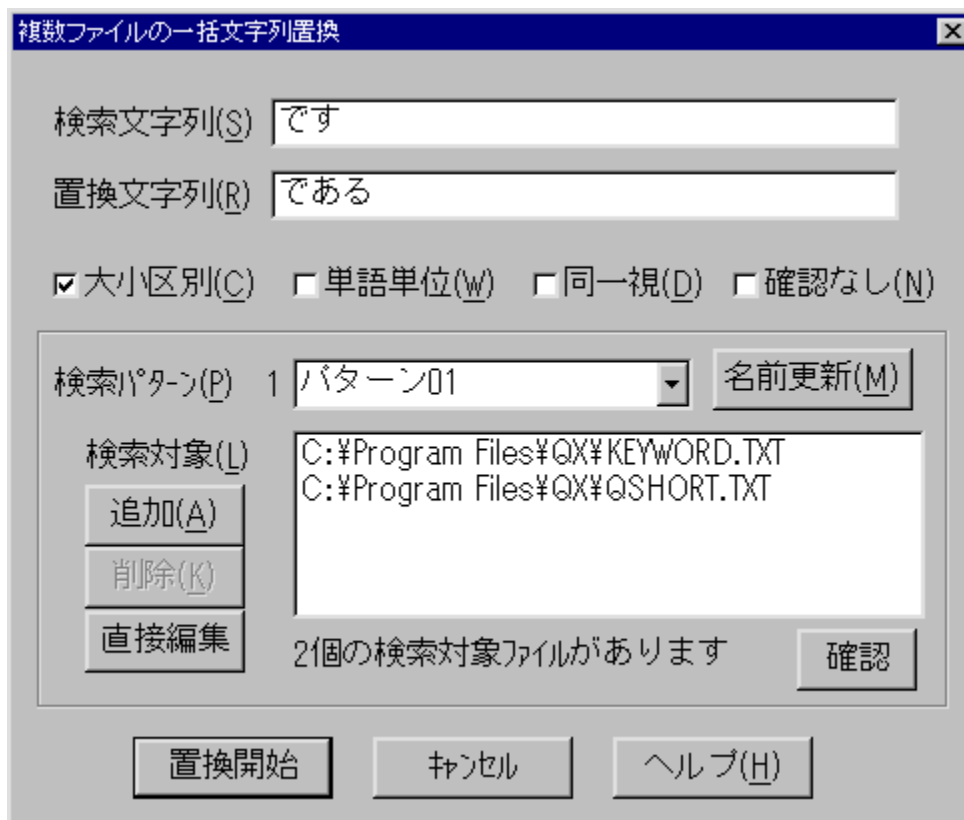 複数ファイルの一括文字列置換
検索文字列(S) です
置換文字列(R) である
大小区別(C) 単語単位(W) 同一視(D) 確認なし(N)
検索ﾊﾟﾀｰﾝ(P) 1 パターン01 名前更新(M)
検索対象(L) C:¥Program Files¥QX¥KEYWORD.TXT
C:¥Program Files¥QX¥QSHORT.TXT
追加(A)
削除(K)
直接編集
2個の検索対象ﾌｧｲﾙがあります 確認
置換開始 ｷｬﾝｾﾙ ヘルプ(H)